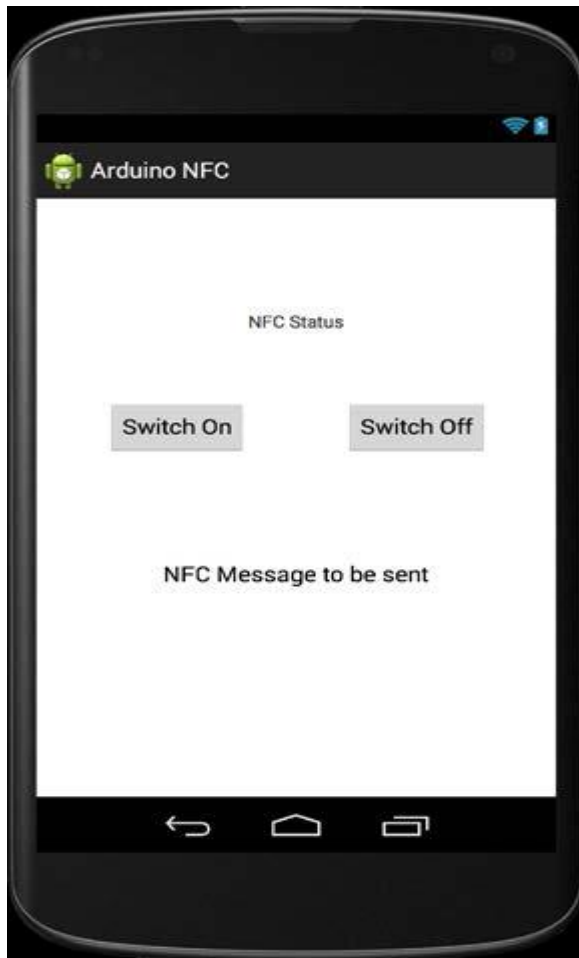 Arduino NFC
NFC Status
Switch On
Switch Off
NFC Message to be sent